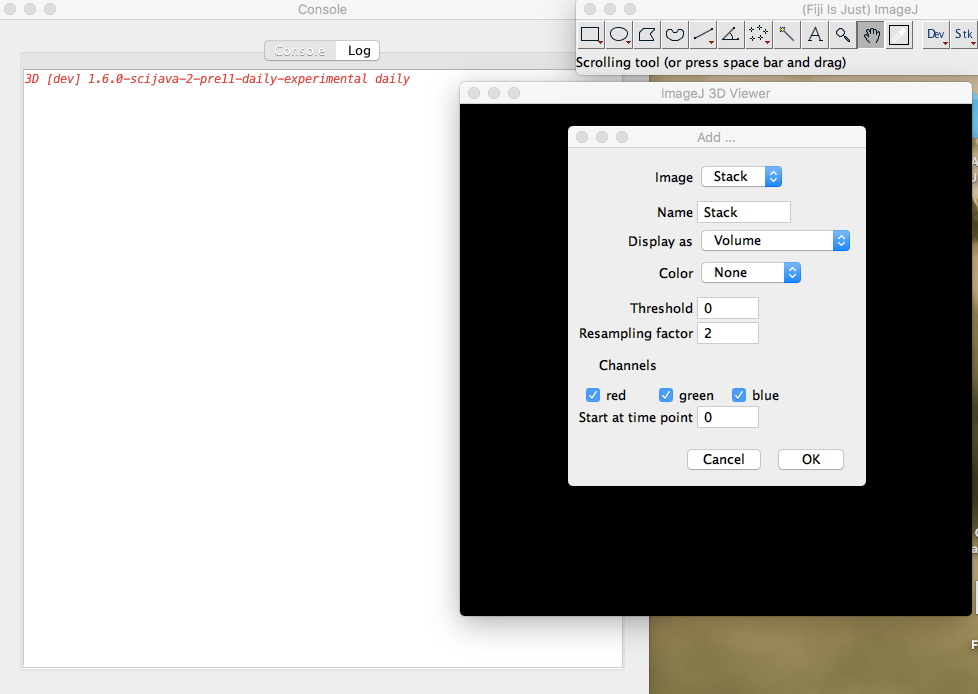 Console
Console Log
3D [dev] 1.6.0-scijava-2-pre11-daily-experimental daily
(Fiji Is Just) ImageJ
A Dev Stk
Scrolling tool (or press space bar and drag)
ImageJ 3D Viewer
Add ...
Image Stack
Name Stack
Display as Volume
Color None
Threshold 0
Resampling factor 2
Channels
red green blue
Start at time point 0
Cancel OK